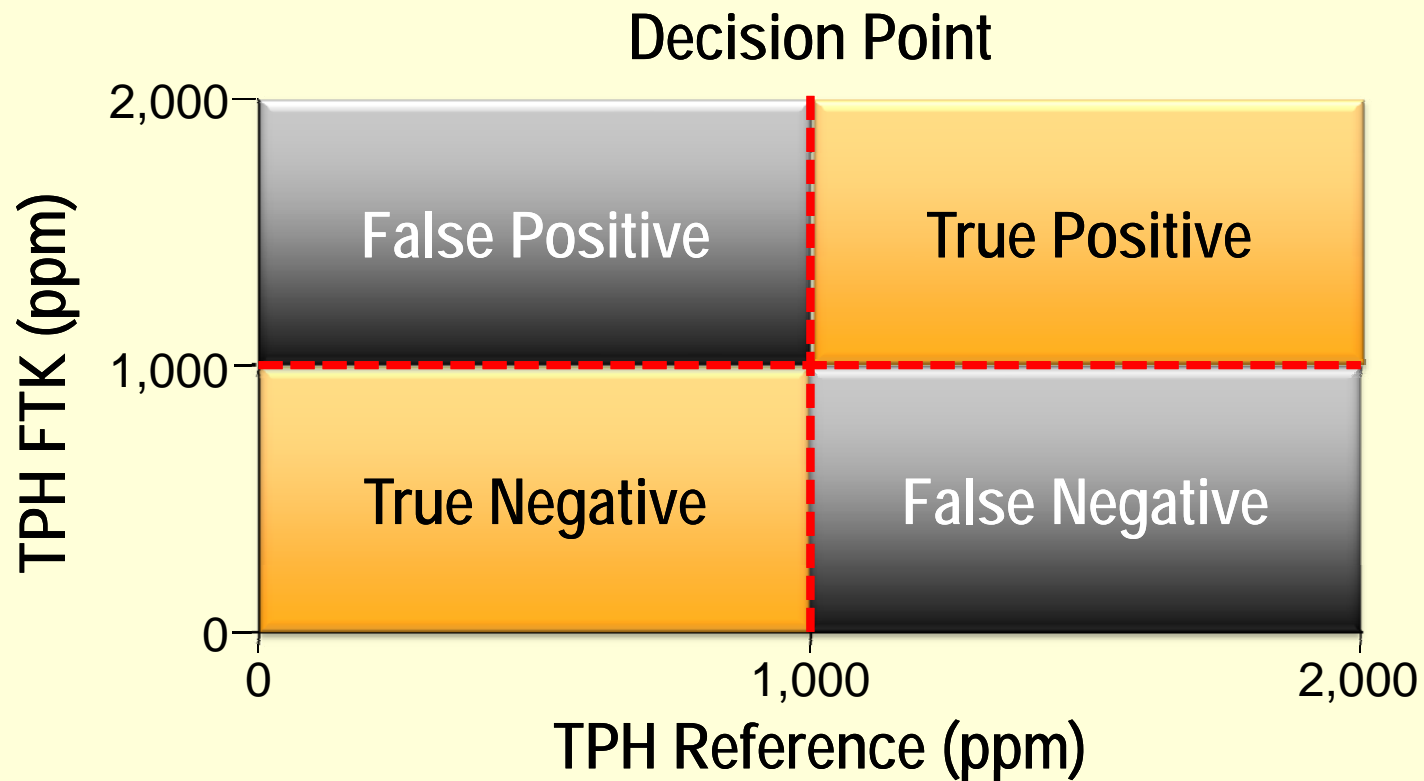 Decision Point
2,000
False Positive
True Positive
TPH FTK (ppm)
1,000
True Negative
False Negative
0
0
1,000
2,000
TPH Reference (ppm)